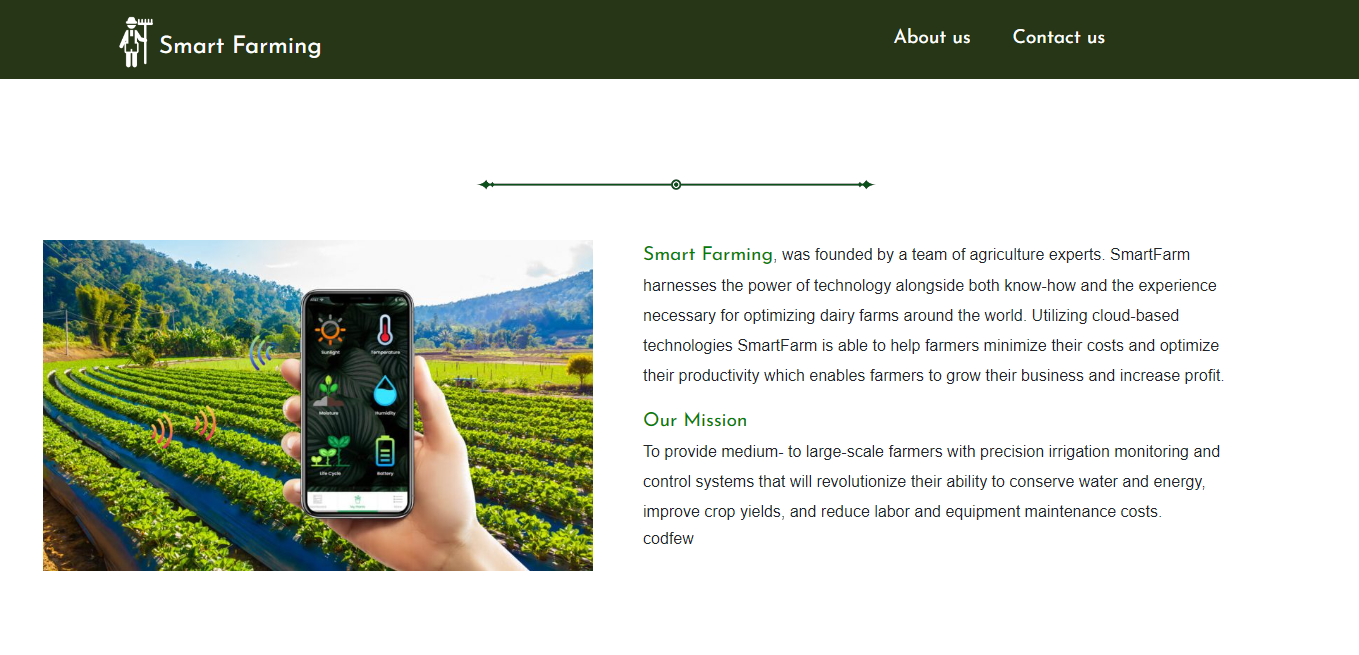 Smart Farming
About us
Contact us
Sunlight
Temperature
Moisture
Humidity
Life Cycle
Battery
Smart Farming, was founded by a team of agriculture experts. SmartFarm
harnesses the power of technology alongside both know-how and the experience
necessary for optimizing dairy farms around the world. Utilizing cloud-based
technologies SmartFarm is able to help farmers minimize their costs and optimize
their productivity which enables farmers to grow their business and increase profit.
Our Mission
To provide medium- to large-scale farmers with precision irrigation monitoring and
control systems that will revolutionize their ability to conserve water and energy,
improve crop yields, and reduce labor and equipment maintenance costs.
codfew